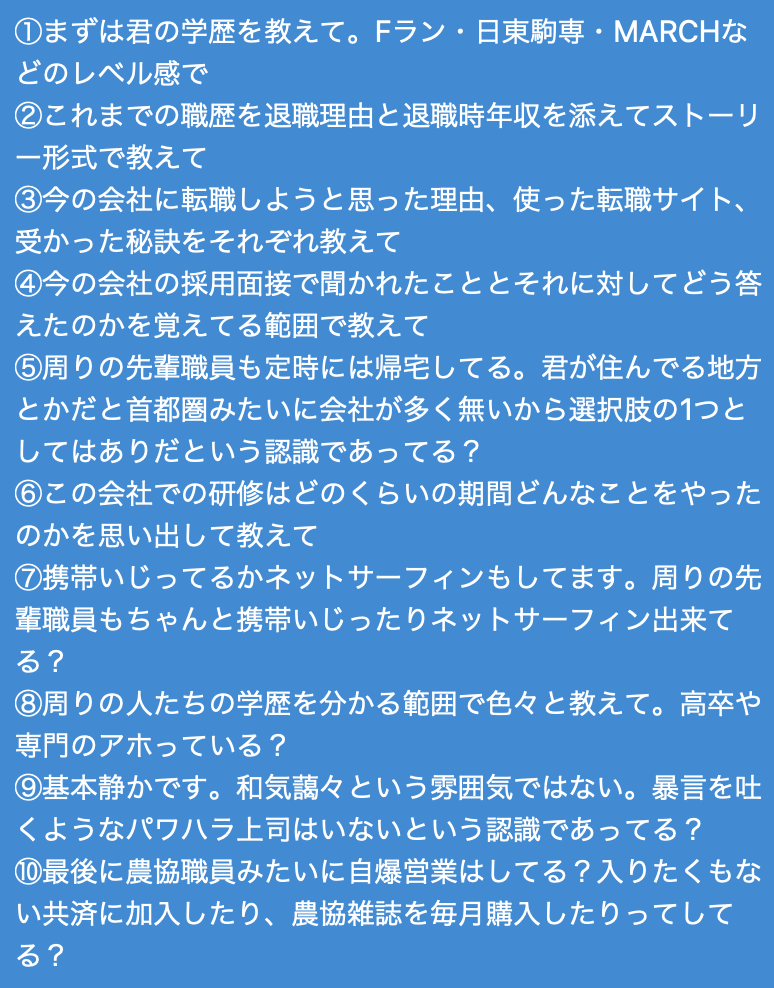 ①まずは君の学歴を教えて。Fラン・日東駒専・MARCHな
どのレベル感で
②これまでの職歴を退職理由と退職時年収を添えてストーリ
ー形式で教えて
③今の会社に転職しようと思った理由、使った転職サイト、
受かった秘訣をそれぞれ教えて
④今の会社の採用面接で聞かれたこととそれに対してどう答
えたのかを覚えてる範囲で教えて
⑤周りの先輩職員も定時には帰宅してる。君が住んでる地方
とかだと首都圏みたいに会社が多く無いから選択肢の1つと
してはありだという認識であってる？
⑥この会社での研修はどのくらいの期間どんなことをやった
のかを思い出して教えて
⑦携帯いじってるかネットサーフィンもしてます。周りの先
輩職員もちゃんと携帯いじったりネットサーフィン出来て
る？
⑧周りの人たちの学歴を分かる範囲で色々と教えて。高卒や
専門のアホっている？
⑨基本静かです。和気藹々という雰囲気ではない。暴言を吐
くようなパワハラ上司はいないという認識であってる？
⑩最後に農協職員みたいに自爆営業はしてる？入りたくもな
い共済に加入したり、農協雑誌を毎月購入したりってして
る？